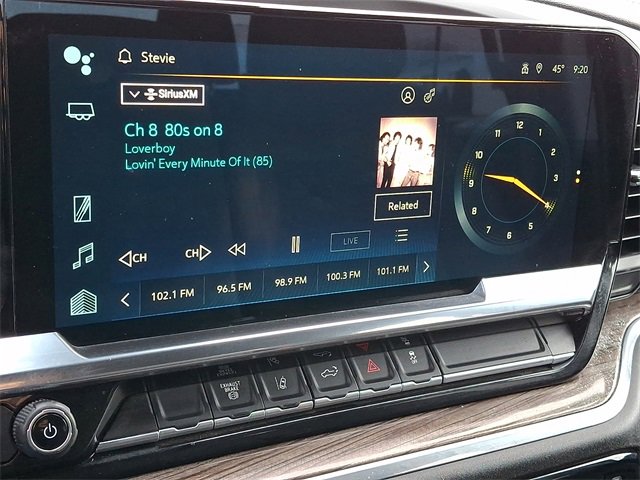 Stevie
45° 9:20
SiriusXM
Ch 8 80s on 8
Loverboy
Lovin' Every Minute Of It (85)
Related
12
1
2
3
4
5
6
7
8
9
10
11
CH
CH
LIVE
102.1 FM
96.5 FM
98.9 FM
100.3 FM
101.1 FM
EXHAUST
BRAKE
OFF